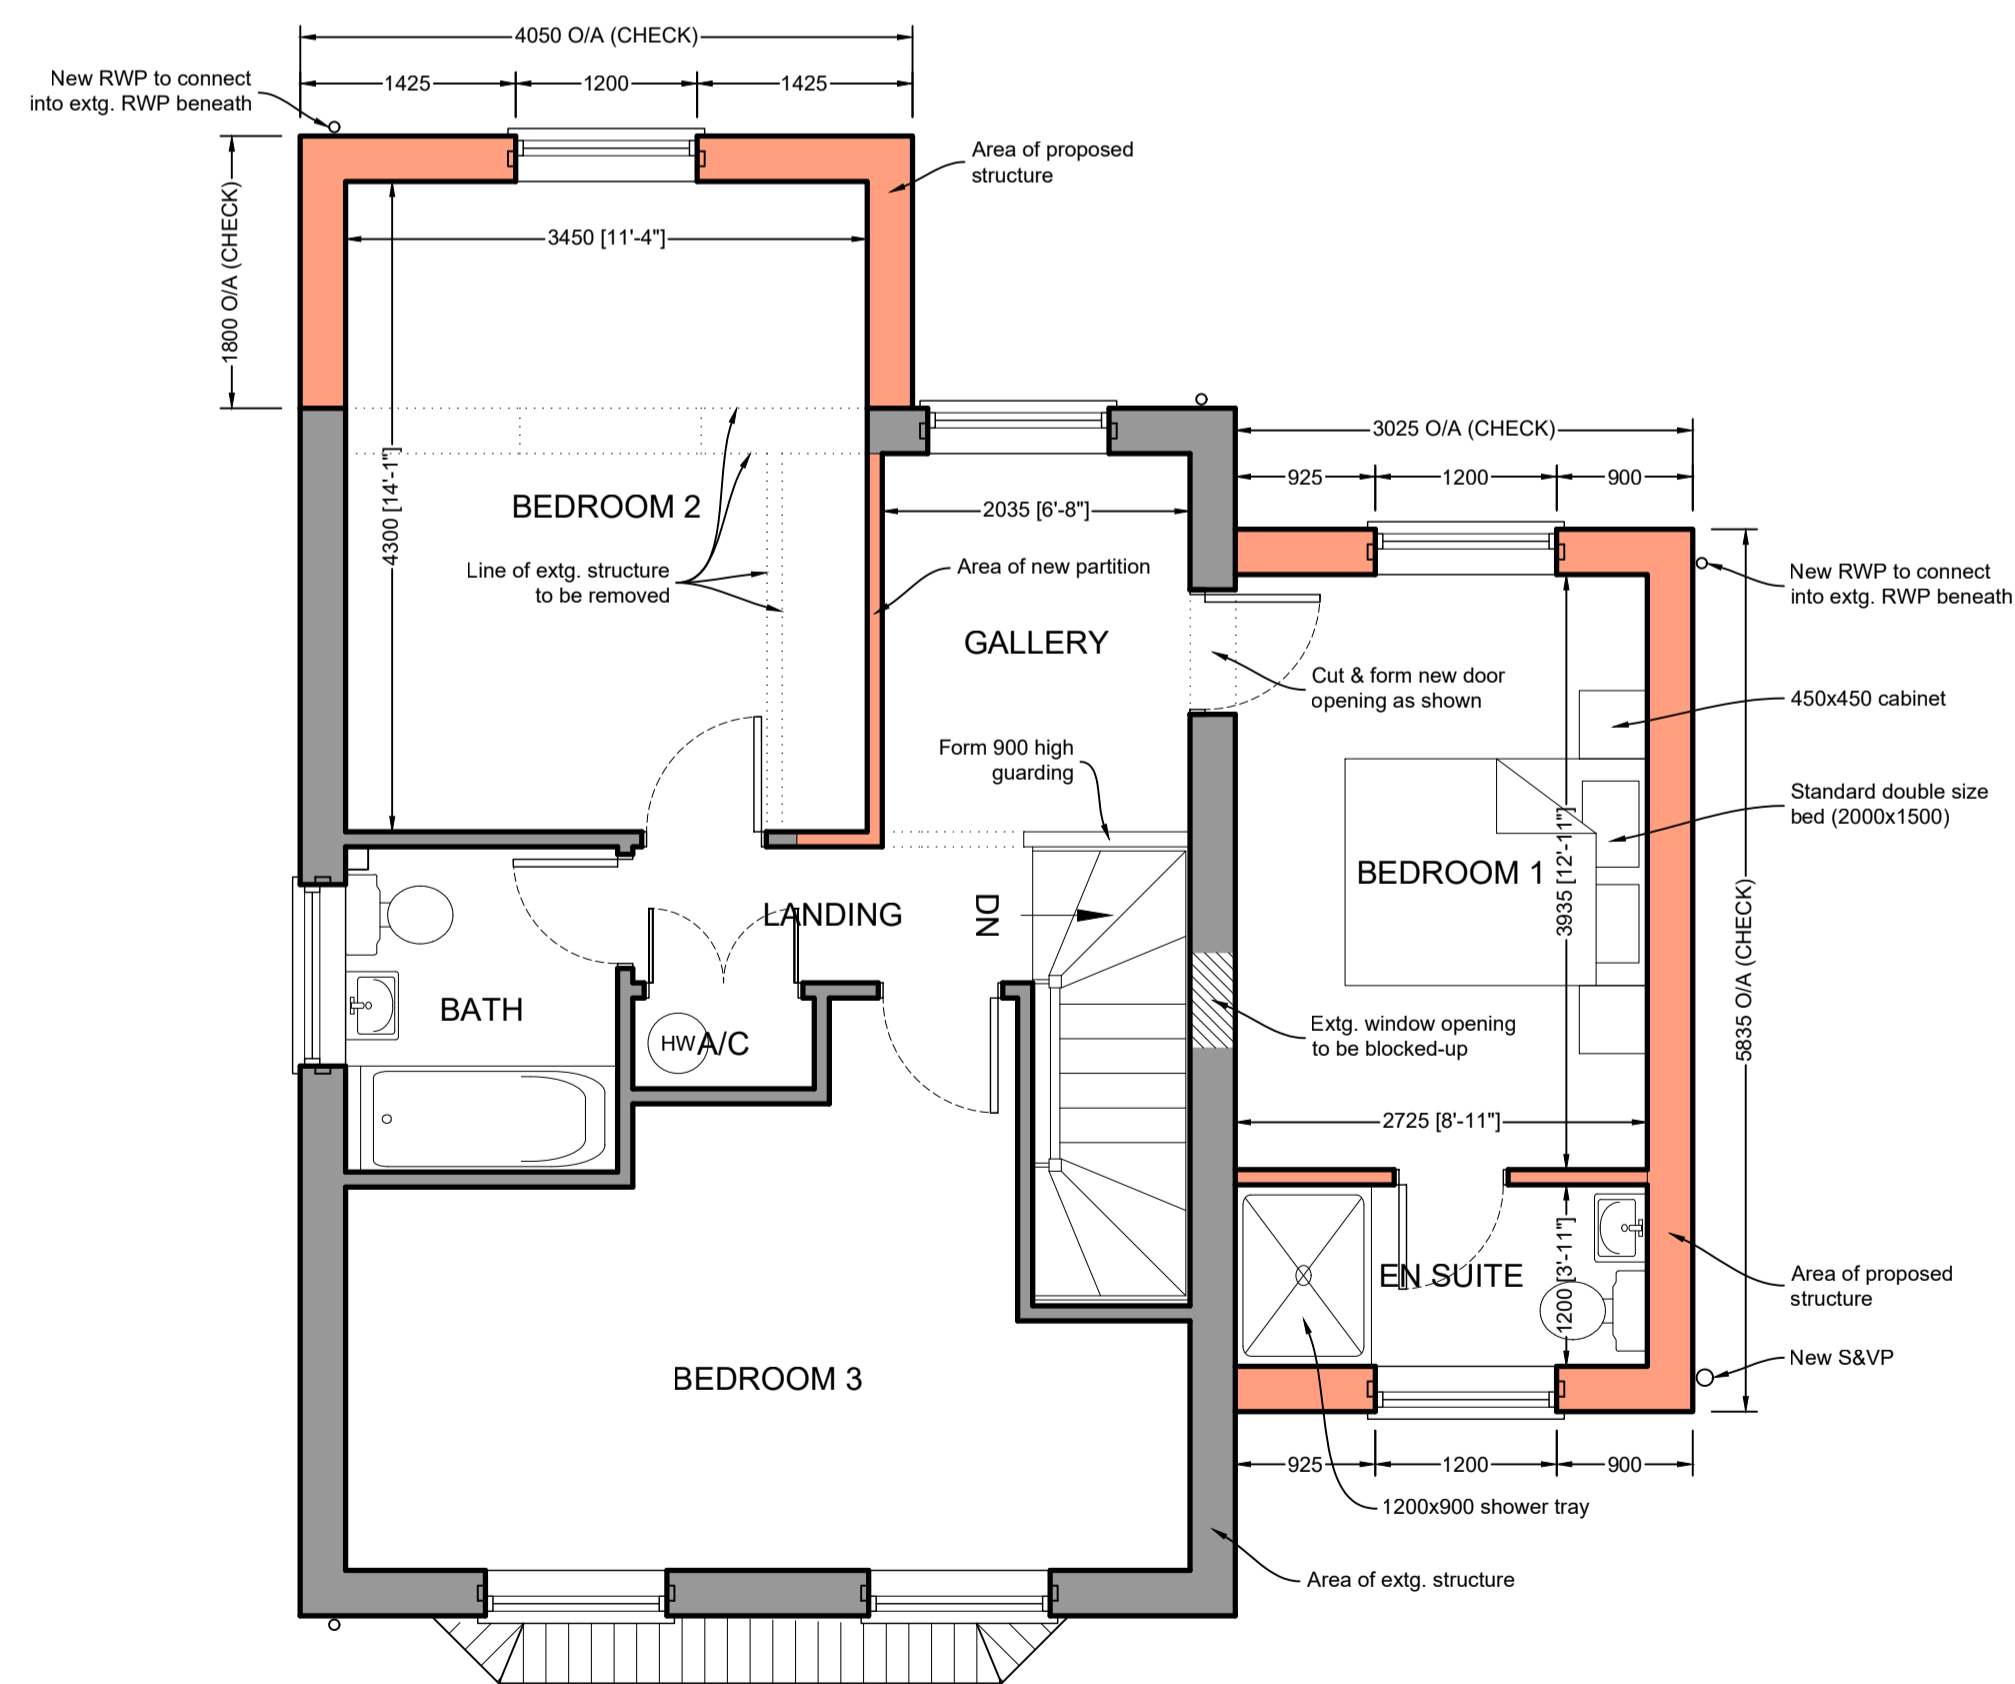 4050 O/A (CHECK)
1425
1200
1425
New RWP to connect
into extg. RWP beneath
1800 O/A (CHECK)
Area of proposed
structure
3450 [11'-4"]
4300 [14'-1"]
BEDROOM 2
Line of extg. structure
to be removed
2035 [6'-8"]
Area of new partition
GALLERY
Form 900 high
guarding
3025 O/A (CHECK)
925
1200
900
New RWP to connect
into extg. RWP beneath
Cut & form new door
opening as shown
450x450 cabinet
Standard double size
bed (2000x1500)
BEDROOM 1
3935 [12'-11"]
5835 O/A (CHECK)
LANDING
DN
BATH
HW
A/C
Extg. window opening
to be blocked-up
2725 [8'-11"]
EN SUITE
1200 [3'-11"]
Area of proposed
structure
New S&VP
BEDROOM 3
925
1200
900
1200x900 shower tray
Area of extg. structure